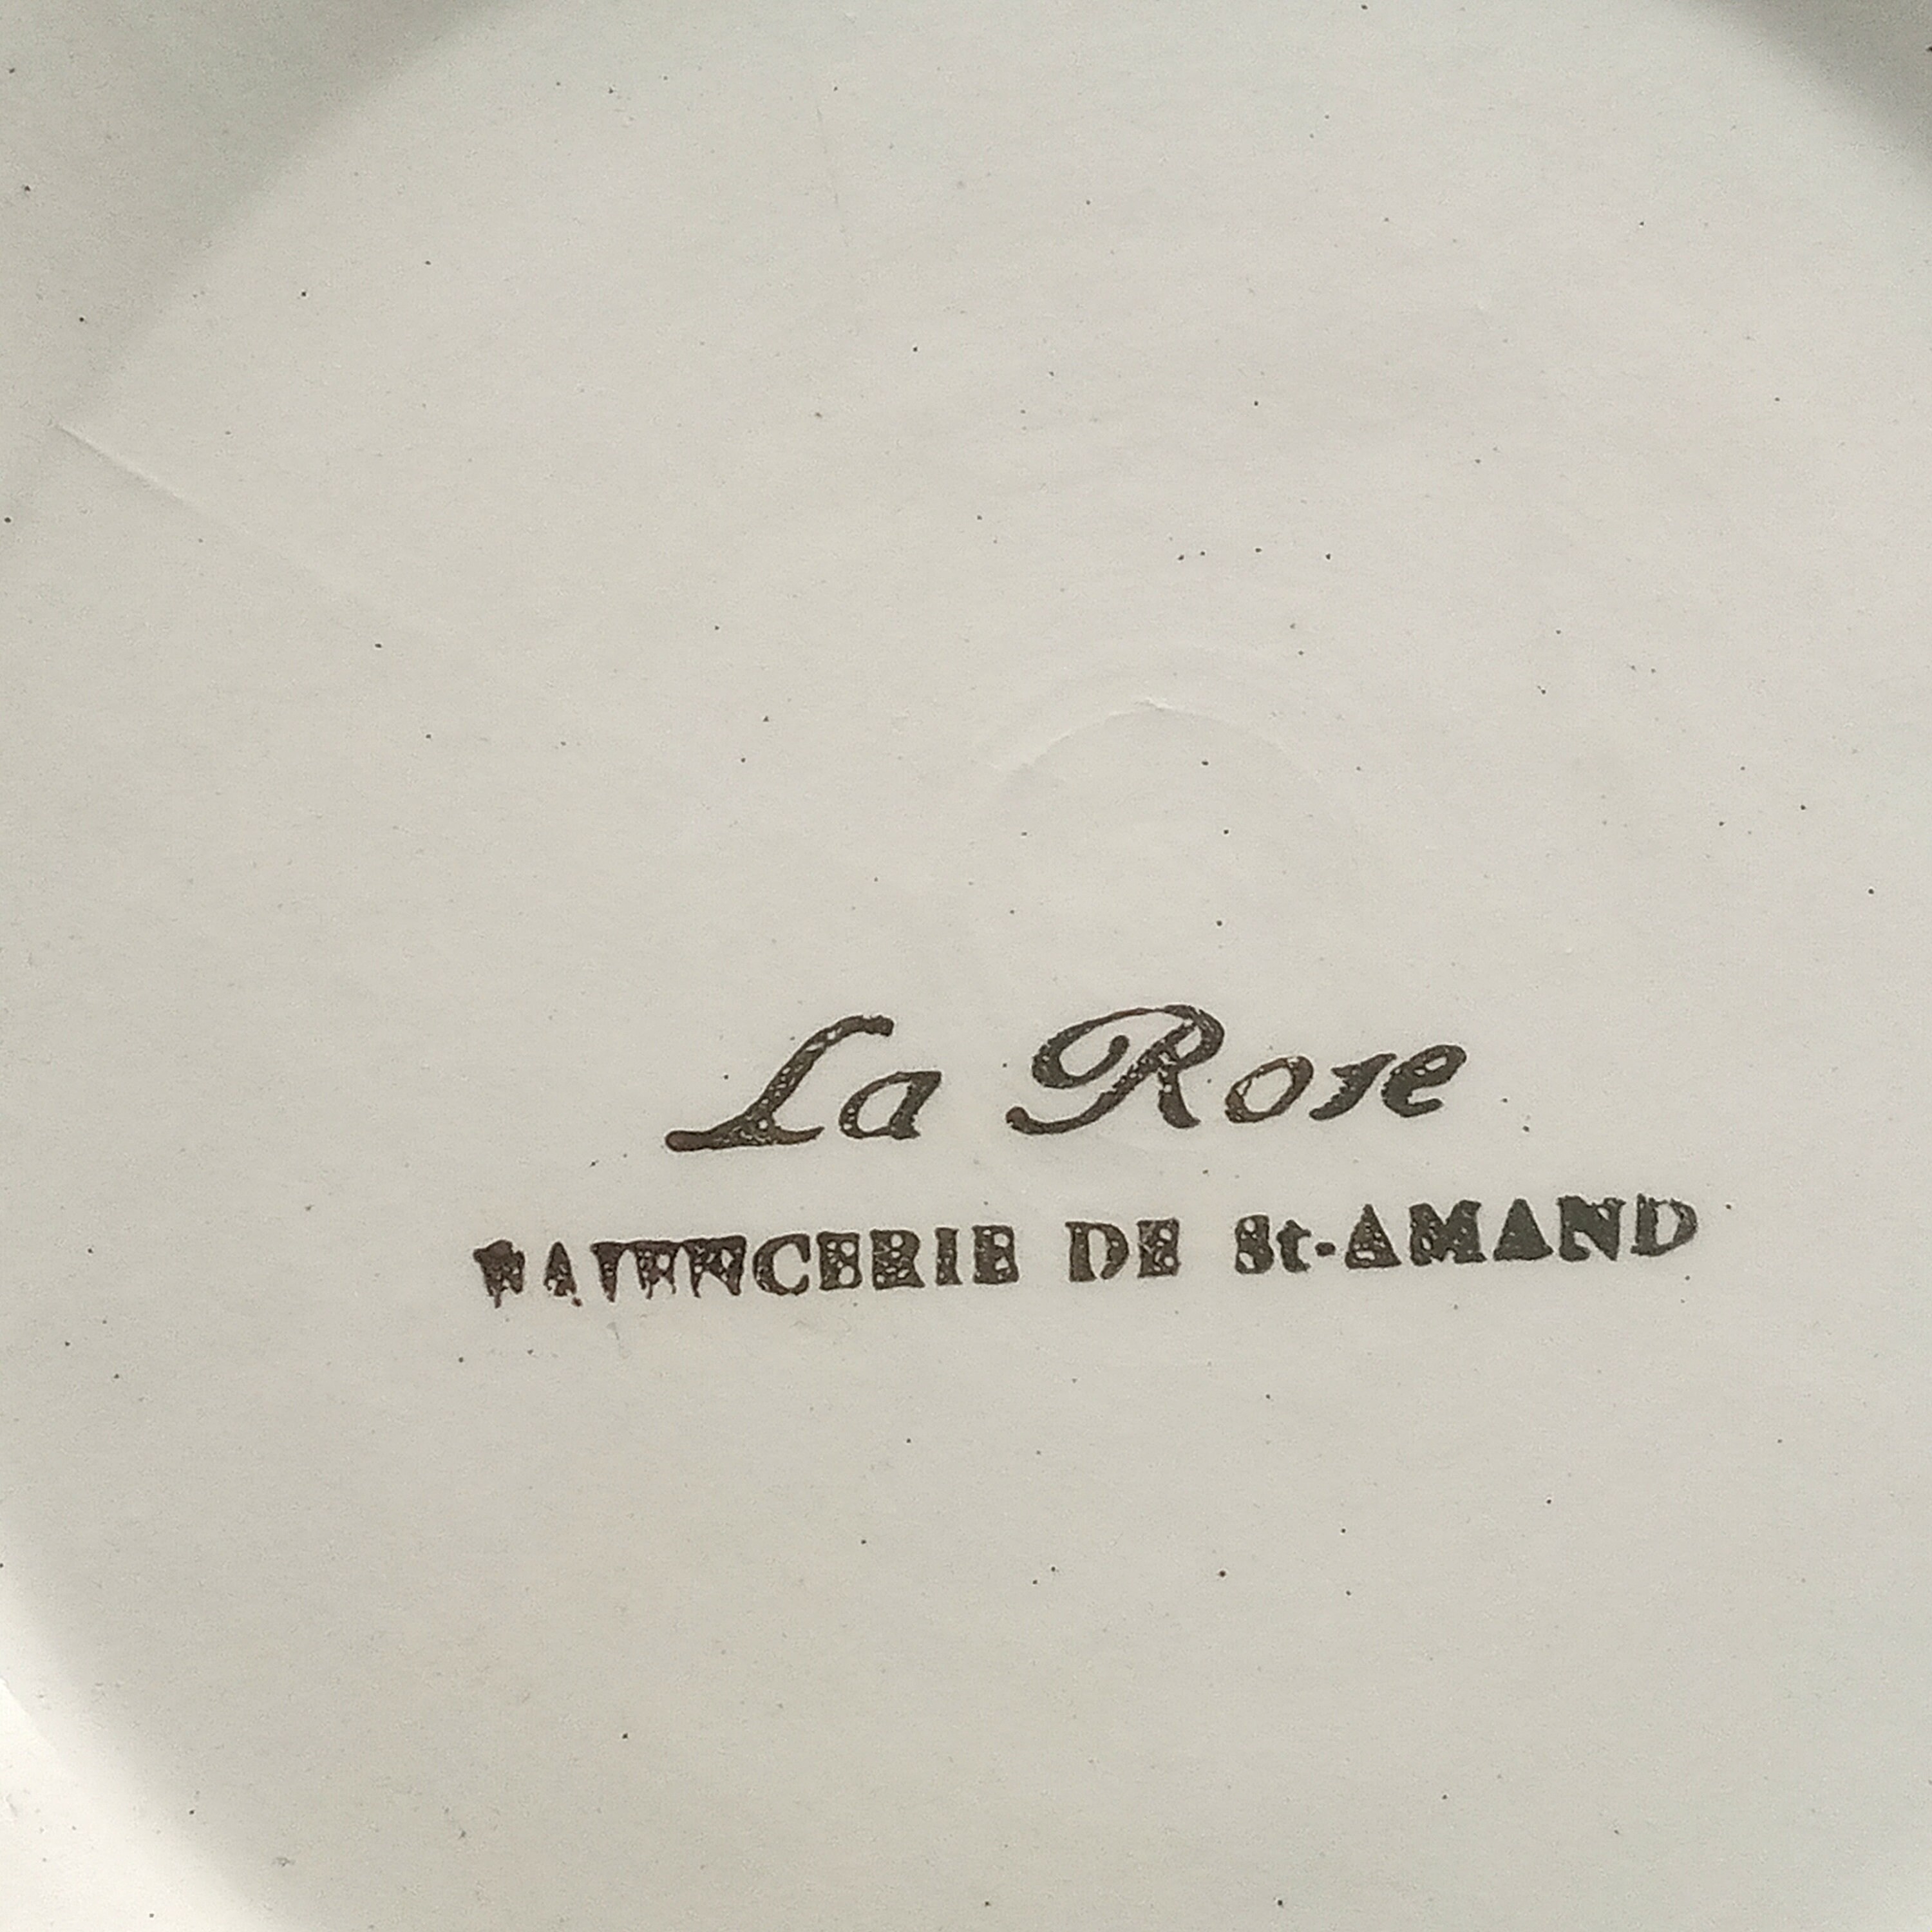 La Rose
FAIENCERIE DE St-AMAND